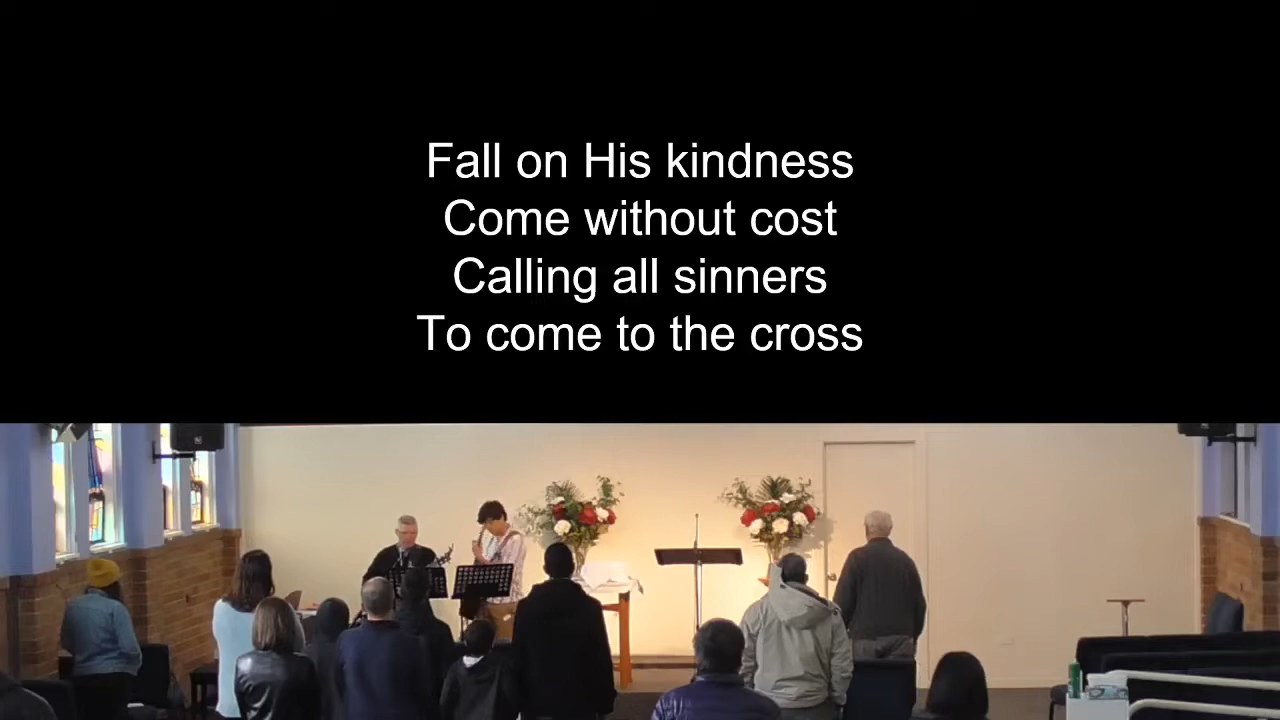 Fall on His kindness
Come without cost
Calling all sinners
To come to the cross